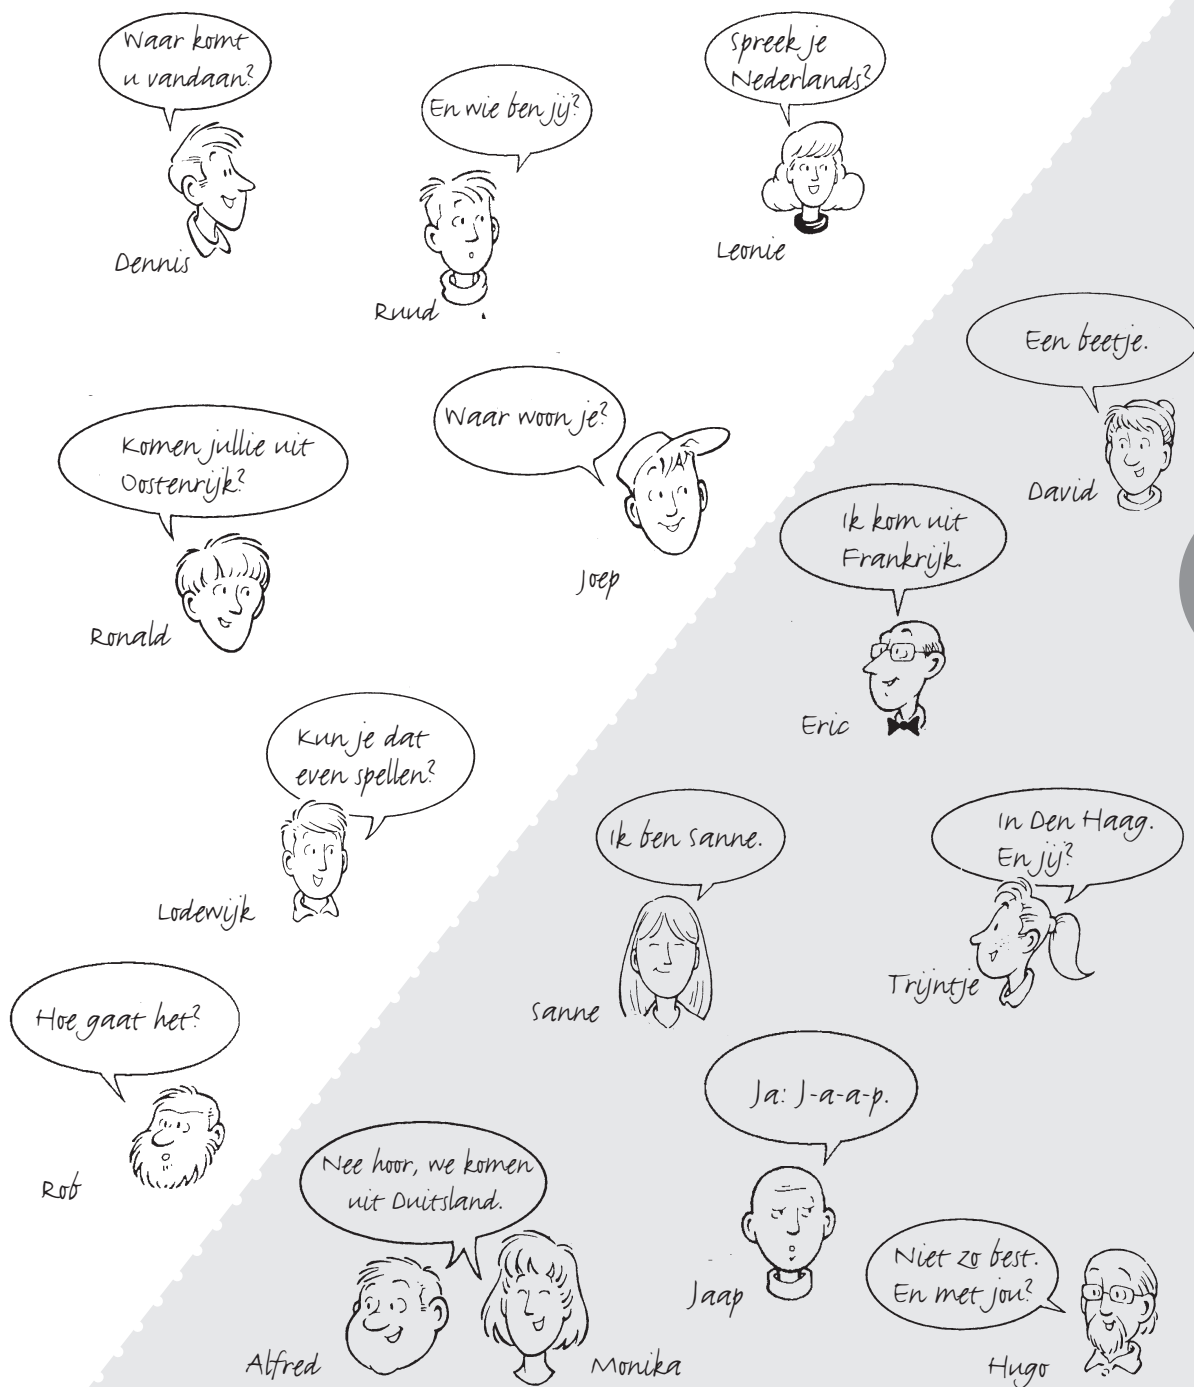 Waar komt
u vandaan?
Dennis
En wie ben jij?
Ruud
Spreek je
Nederlands?
Leonie
Een beetje.
David
Komen jullie uit
Oostenrijk?
Ronald
Waar woon je?
Joep
Ik kom uit
Frankrijk.
Eric
Kun je dat
even spellen?
Lodewijk
Ik ben Sanne.
Sanne
In Den Haag.
En jij?
Trijntje
Hoe gaat het?
Rob
Nee hoor, we komen
uit Duitsland.
Alfred
Monika
Ja: J-a-a-p.
Jaap
Niet zo best.
En met jou?
Hugo